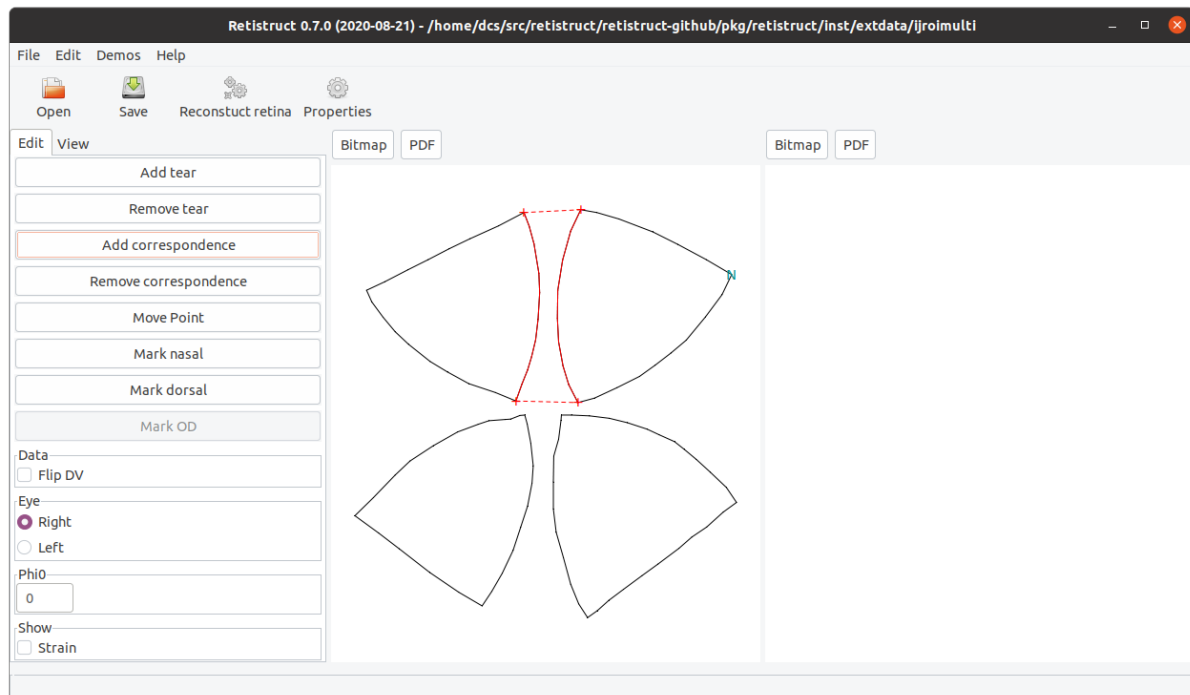 Retistruct 0.7.0 (2020-08-21) - /home/dcs/src/retistruct/retistruct-github/pkg/retistruct/inst/extdata/ijroimulti
File Edit Demos Help
Open Save Reconstuct retina Properties
Edit View
Bitmap PDF
Bitmap PDF
Add tear
Remove tear
Add correspondence
Remove correspondence
Move Point
Mark nasal
Mark dorsal
Mark OD
Data
Flip DV
Eye
Right
Left
Phi0
0
Show
Strain
N